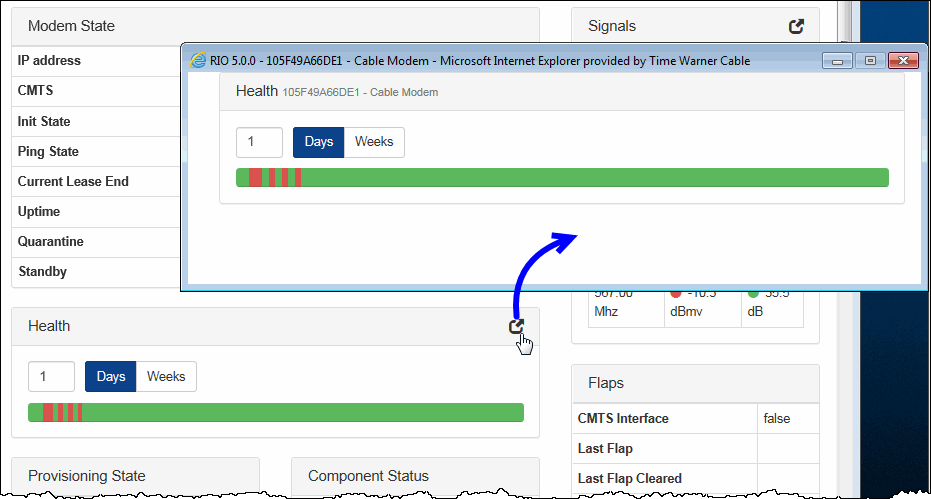 Modem State
Signals
IP address
CMTS
Init State
Ping State
Current Lease End
Uptime
Quarantine
Standby
RIO 5.0.0 - 105F49A66DE1 - Cable Modem - Microsoft Internet Explorer provided by Time Warner Cable
Health 105F49A66DE1 - Cable Modem
1 Days Weeks
567.00 -10.3 35.5
Mhz dBmv dB
Health
1 Days Weeks
Flaps
CMTS Interface false
Last Flap
Last Flap Cleared
Provisioning State
Component Status